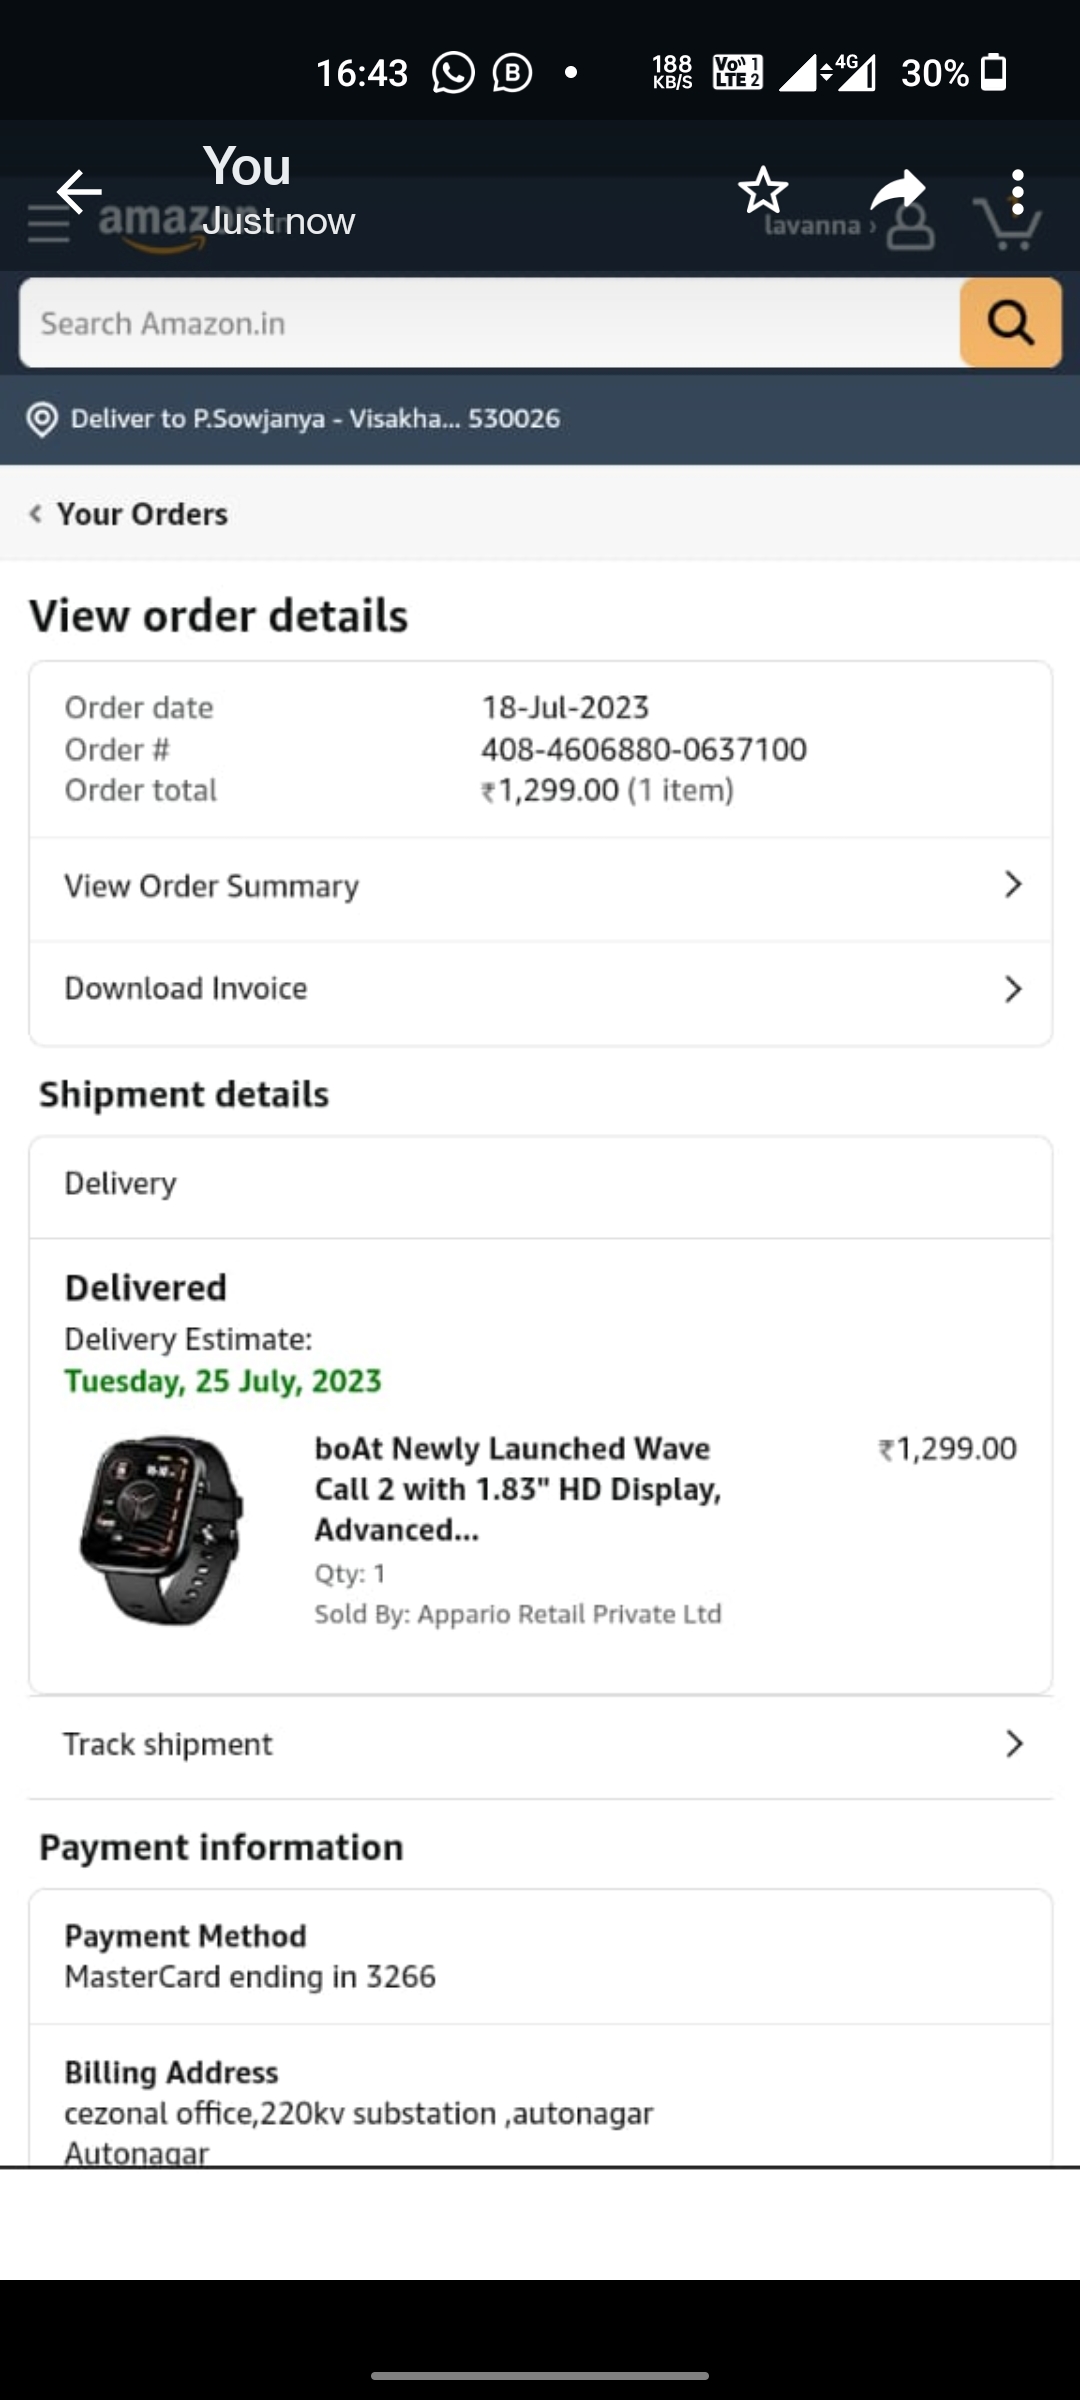 16:43
188
KB/S
Vo)) 1
LTE 2
4G
30%
You
Just now
amazon.in
lavanna ›
Search Amazon.in
Deliver to P.Sowjanya - Visakha... 530026
Your Orders
View order details
Order date 18-Jul-2023
Order # 408-4606880-0637100
Order total ₹1,299.00 (1 item)
View Order Summary
Download Invoice
Shipment details
Delivery
Delivered
Delivery Estimate:
Tuesday, 25 July, 2023
boAt Newly Launched Wave ₹1,299.00
Call 2 with 1.83" HD Display,
Advanced...
Qty: 1
Sold By: Appario Retail Private Ltd
Track shipment
Payment information
Payment Method
MasterCard ending in 3266
Billing Address
cezonal office,220kv substation ,autonagar
Autonagar